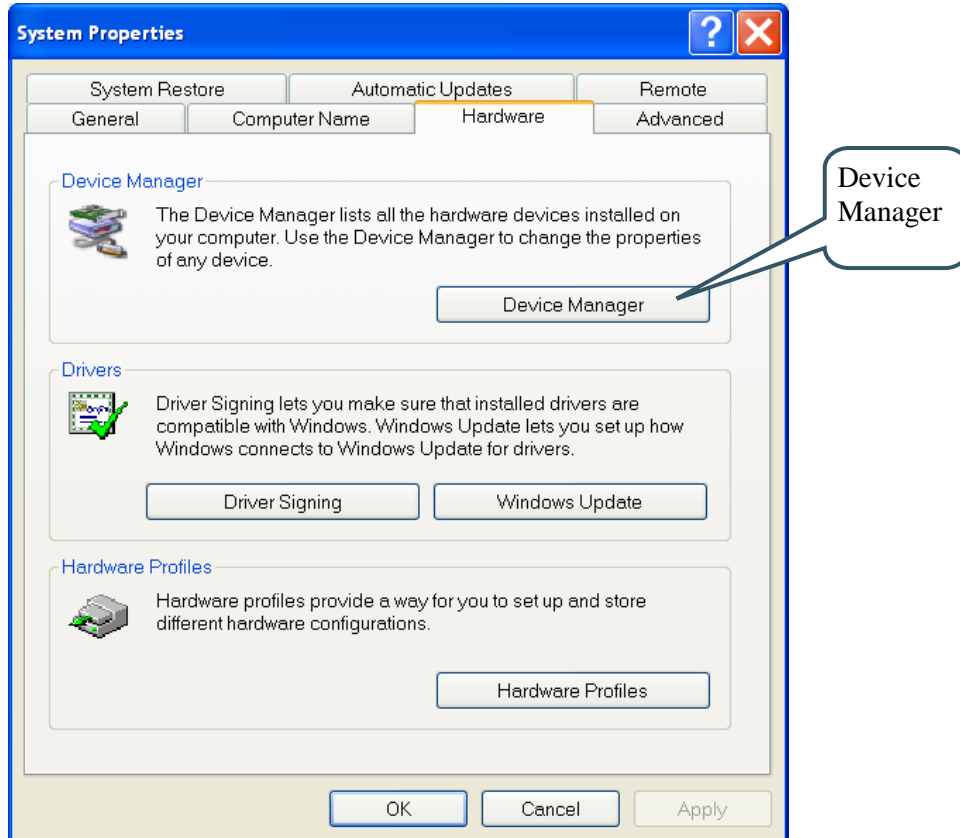 System Properties
System Restore
Automatic Updates
Remote
General
Computer Name
Hardware
Advanced
Device Manager
The Device Manager lists all the hardware devices installed on
your computer. Use the Device Manager to change the properties
of any device.
Device Manager
Device
Manager
Drivers
Driver Signing lets you make sure that installed drivers are
compatible with Windows. Windows Update lets you set up how
Windows connects to Windows Update for drivers.
Driver Signing
Windows Update
Hardware Profiles
Hardware profiles provide a way for you to set up and store
different hardware configurations.
Hardware Profiles
OK
Cancel
Apply